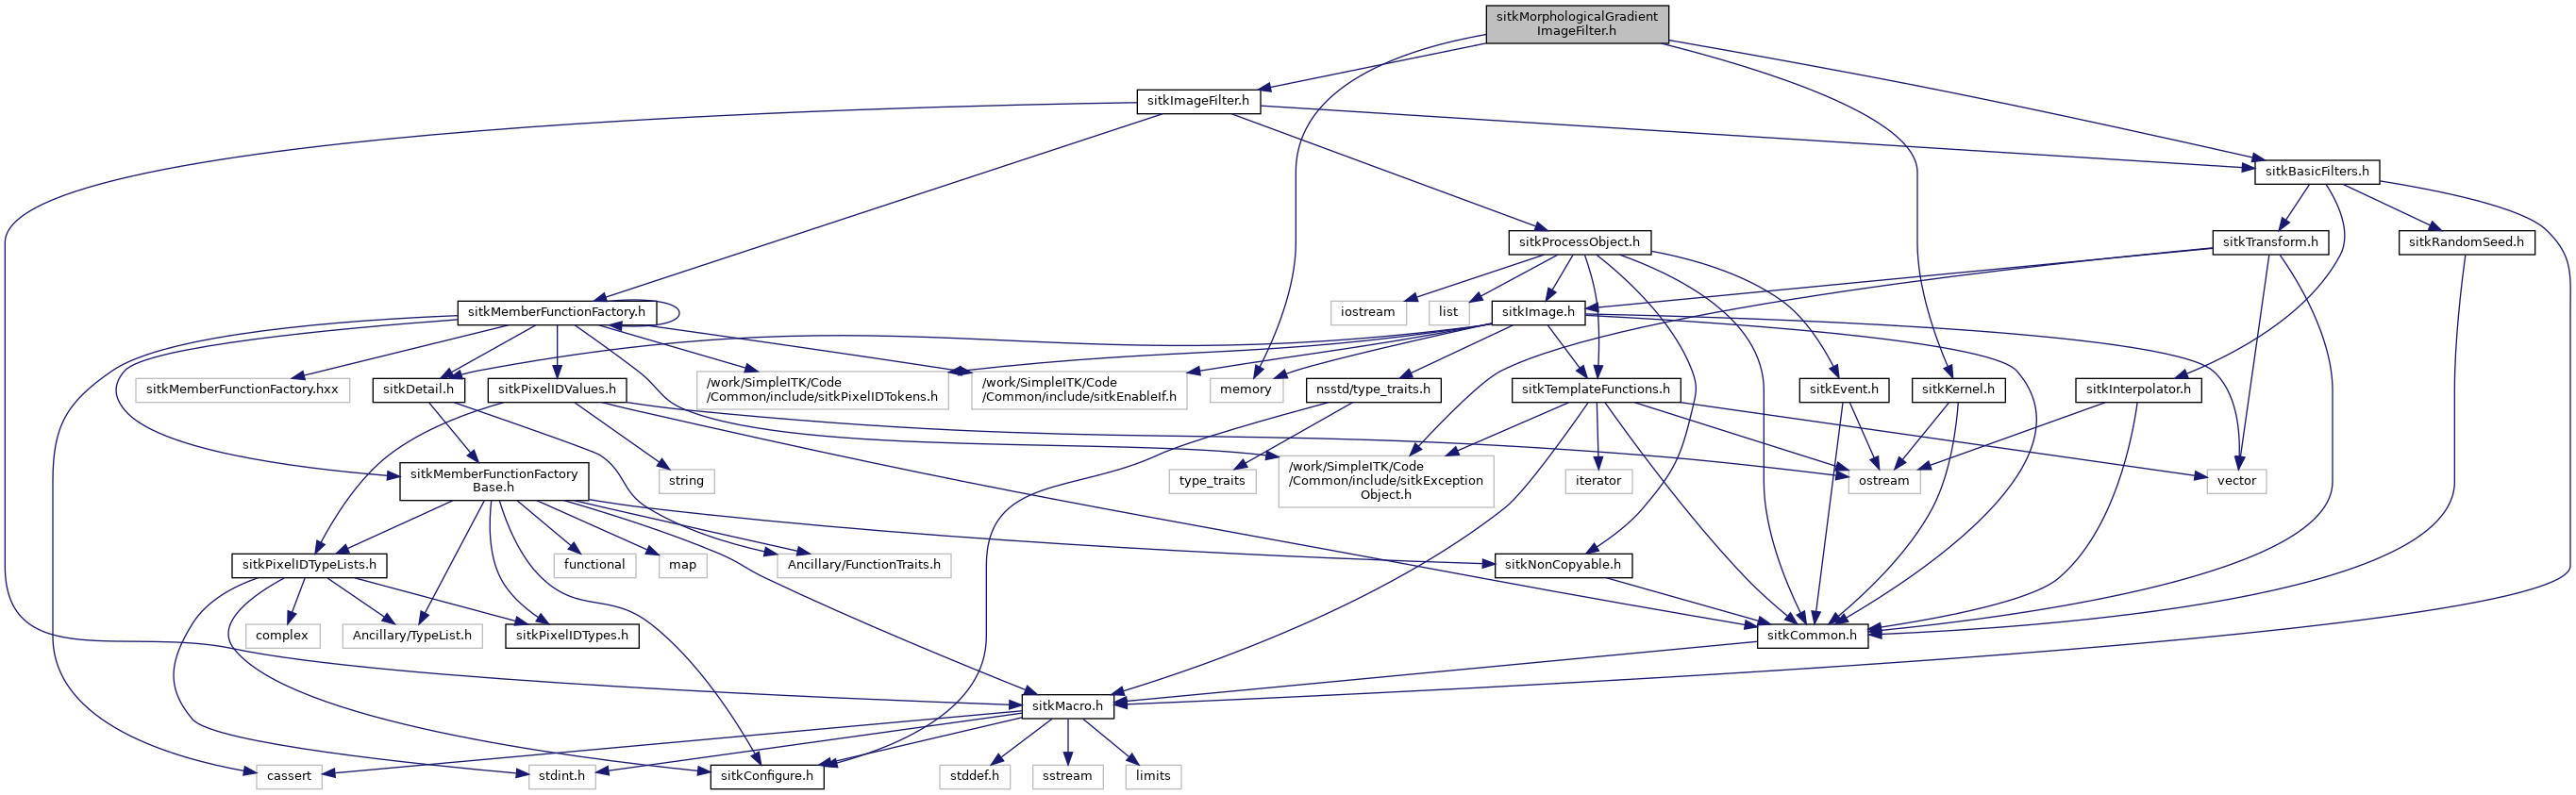 sitkMorphologicalGradient
ImageFilter.h
sitkImageFilter.h
sitkBasicFilters.h
sitkProcessObject.h
sitkTransform.h
sitkRandomSeed.h
sitkMemberFunctionFactory.h
iostream
list
sitkImage.h
sitkMemberFunctionFactory.hxx
sitkDetail.h
sitkPixelIDValues.h
/work/SimpleITK/Code
/Common/include/sitkPixelIDTokens.h
/work/SimpleITK/Code
/Common/include/sitkEnableIf.h
memory
nsstd/type_traits.h
sitkTemplateFunctions.h
sitkEvent.h
sitkKernel.h
sitkInterpolator.h
sitkMemberFunctionFactory
Base.h
string
type_traits
/work/SimpleITK/Code
/Common/include/sitkException
Object.h
iterator
ostream
vector
sitkPixelIDTypeLists.h
functional
map
Ancillary/FunctionTraits.h
sitkNonCopyable.h
complex
Ancillary/TypeList.h
sitkPixelIDTypes.h
sitkCommon.h
sitkMacro.h
cassert
stdint.h
sitkConfigure.h
stddef.h
sstream
limits